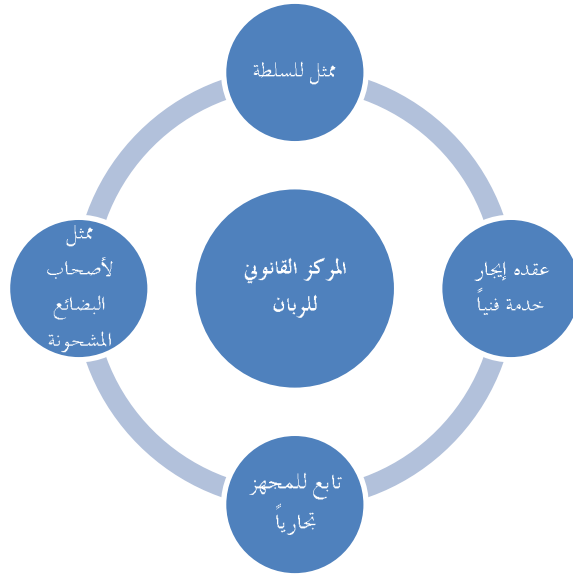 ممثل للسلطة
عقده إيجار
خدمة فنياً
تابع للمجهز
تجارياً
ممثل
لأصحاب
البضائع
المشحونة
المركز القانوني
للربان